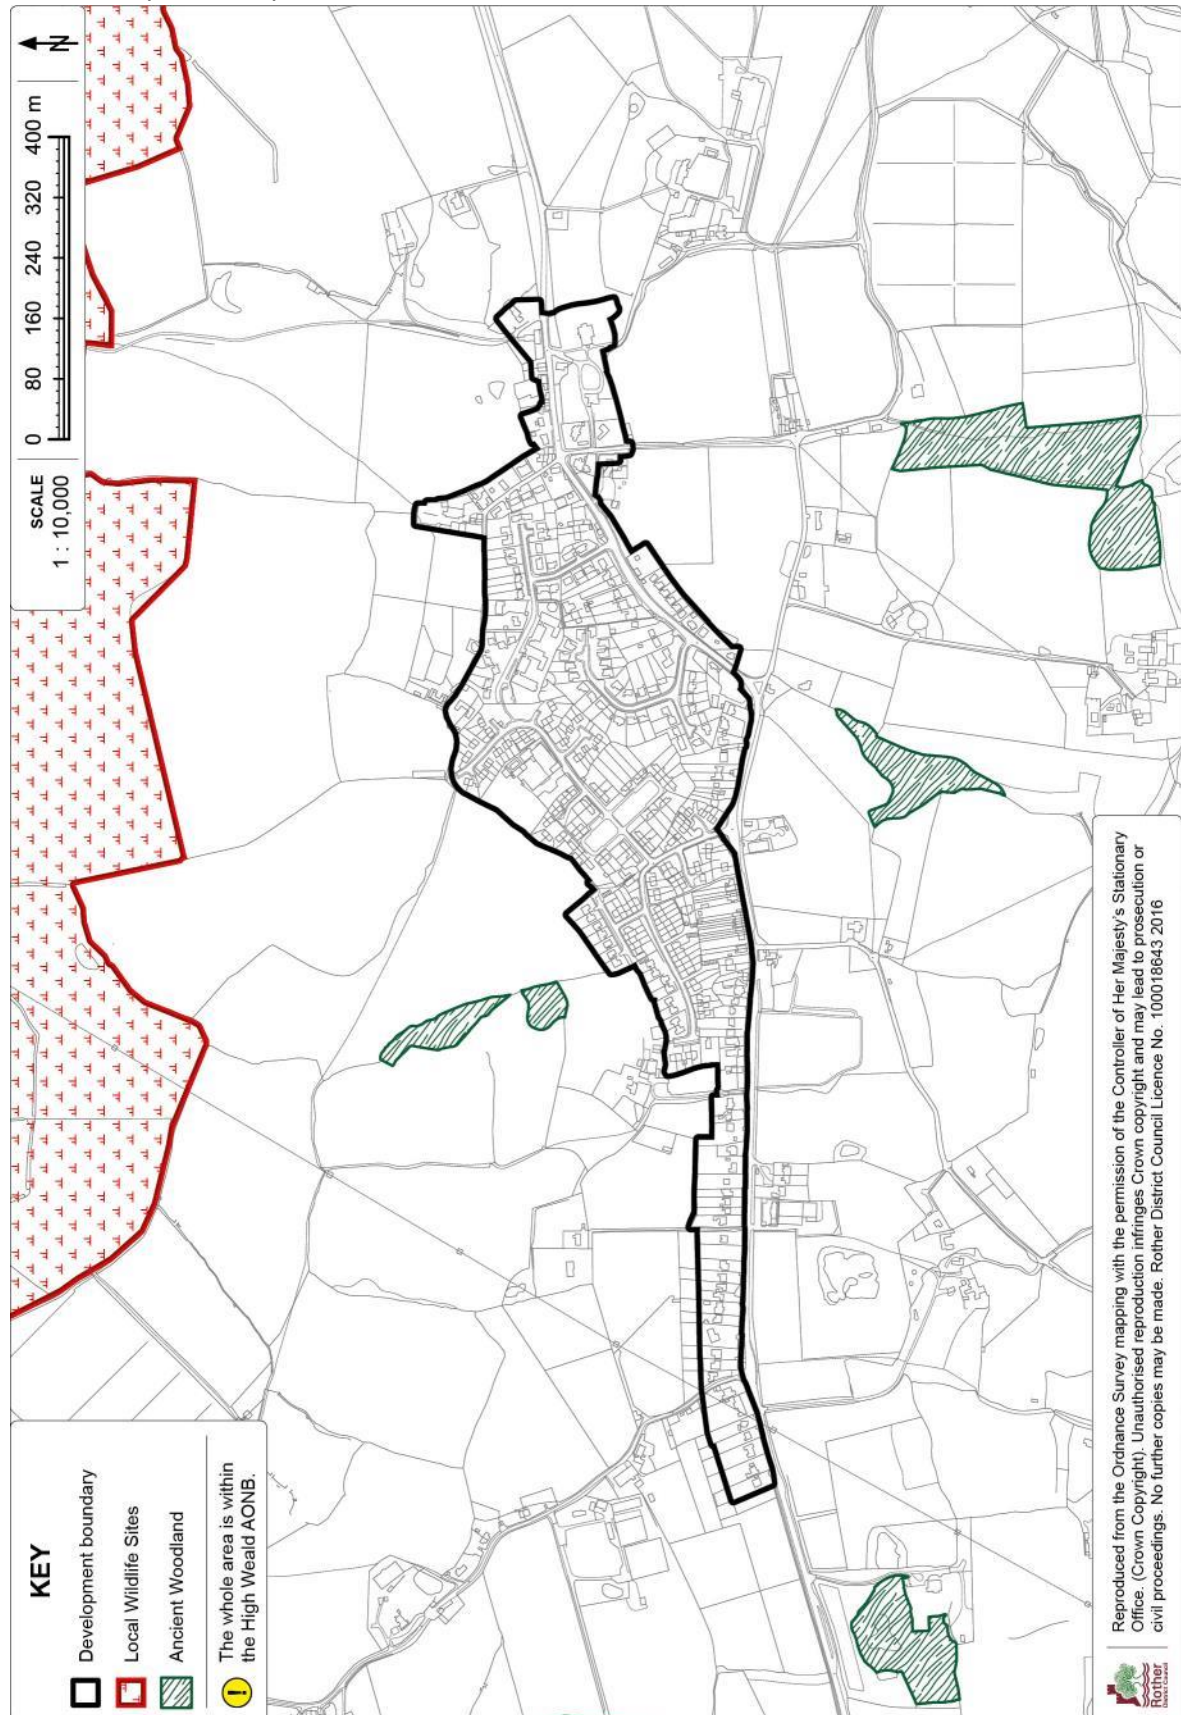 KEY
Development boundary
Local Wildlife Sites
Ancient Woodland
! The whole area is within
the High Weald AONB.
SCALE
1 : 10,000
0 80 160 240 320 400 m
N
Rother
District Council
Reproduced from the Ordnance Survey mapping with the permission of the Controller of Her Majesty's Stationary
Office. (Crown Copyright). Unauthorised reproduction infringes Crown copyright and may lead to prosecution or
civil proceedings. No further copies may be made. Rother District Council Licence No. 100018643 2016